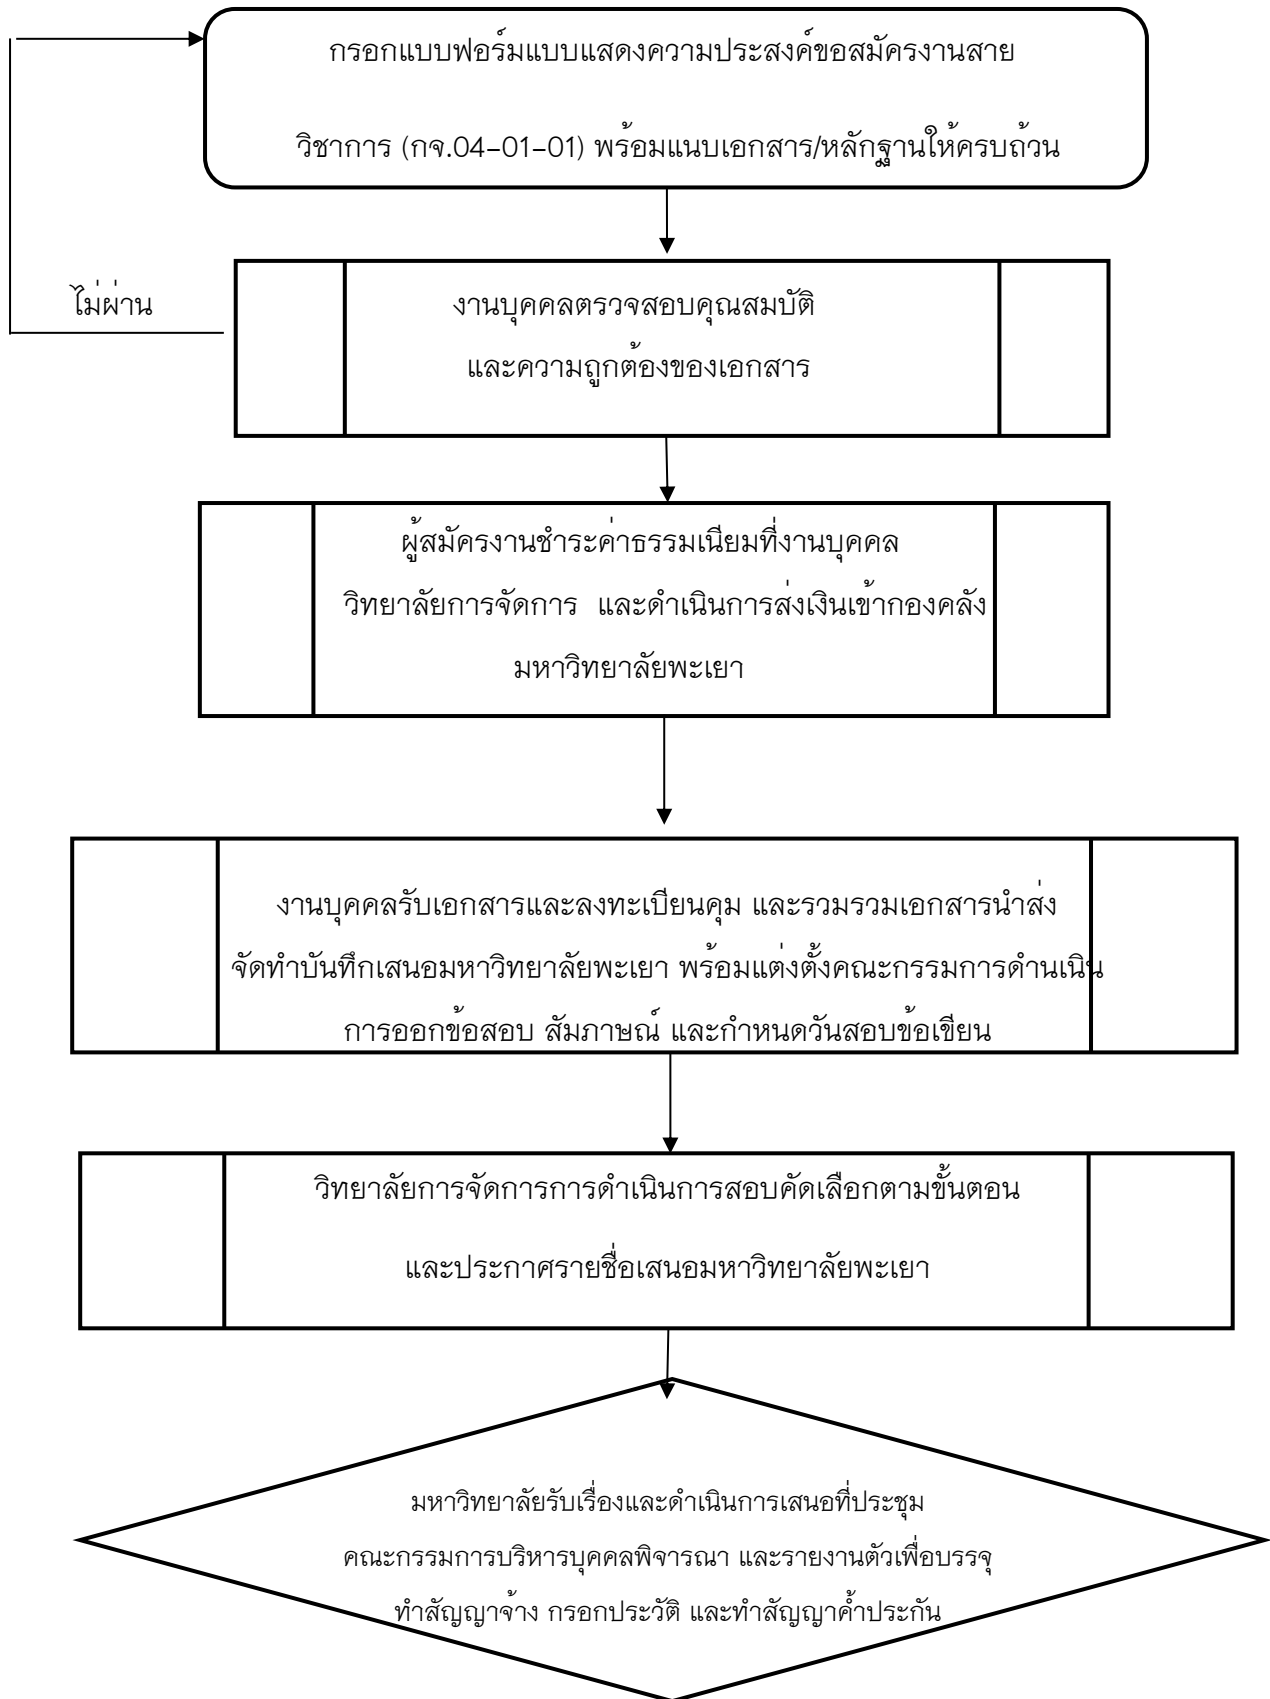 กรอกแบบฟอร์มแบบแสดงความประสงค์ขอสมัครงานสาย
วิชาการ (กจ.04-01-01) พร้อมแนบเอกสาร/หลักฐานให้ครบถ้วน
ไม่ผ่าน
งานบุคคลตรวจสอบคุณสมบัติ
และความถูกต้องของเอกสาร
ผู้สมัครงานชำระค่าธรรมเนียมที่งานบุคคล
วิทยาลัยการจัดการ และดำเนินการส่งเงินเข้ากองคลัง
มหาวิทยาลัยพะเยา
งานบุคคลรับเอกสารและลงทะเบียนคุม และรวมรวมเอกสารนำส่ง
จัดทำบันทึกเสนอมหาวิทยาลัยพะเยา พร้อมแต่งตั้งคณะกรรมการดำนเนิน
การออกข้อสอบ สัมภาษณ์ และกำหนดวันสอบข้อเขียน
วิทยาลัยการจัดการการดำเนินการสอบคัดเลือกตามขั้นตอน
และประกาศรายชื่อเสนอมหาวิทยาลัยพะเยา
มหาวิทยาลัยรับเรื่องและดำเนินการเสนอที่ประชุม
คณะกรรมการบริหารบุคคลพิจารณา และรายงานตัวเพื่อบรรจุ
ทำสัญญาจ้าง กรอกประวัติ และทำสัญญาค้ำประกัน